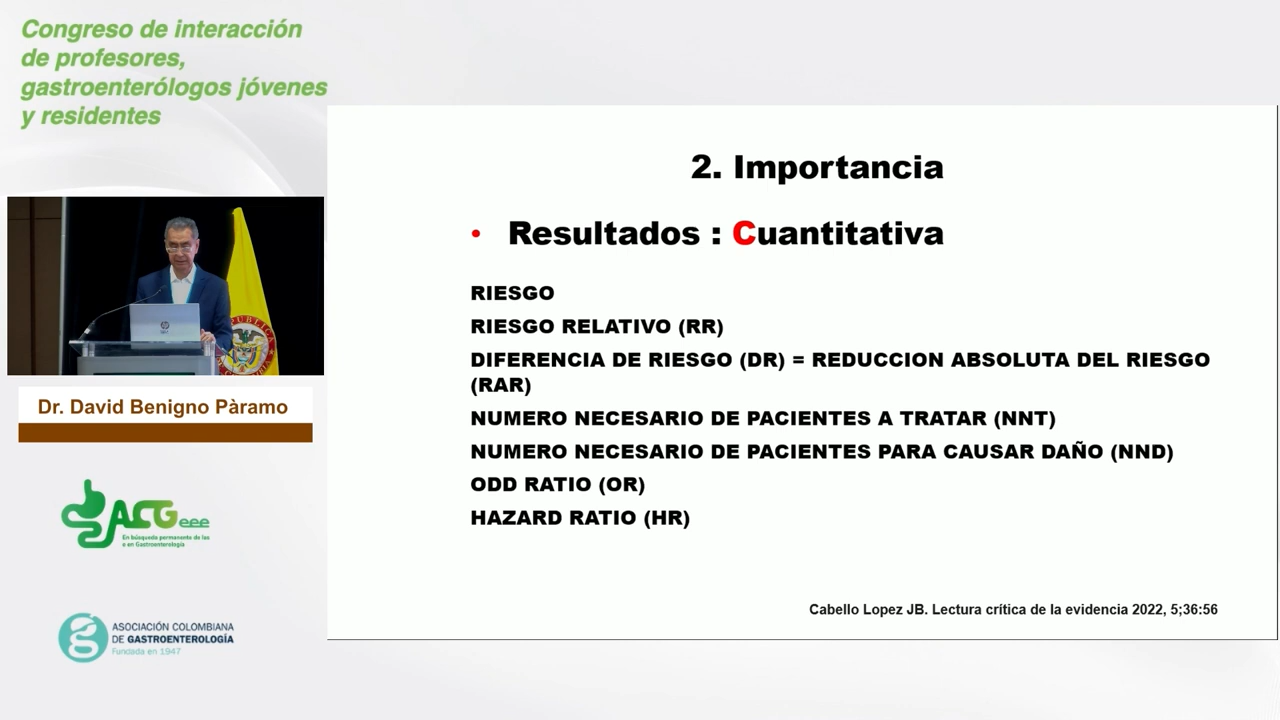 Congreso de interacción
de profesores,
gastroenterólogos jóvenes
y residentes
2. Importancia
• Resultados : Cuantitativa
RIESGO
RIESGO RELATIVO (RR)
DIFERENCIA DE RIESGO (DR) = REDUCCION ABSOLUTA DEL RIESGO
(RAR)
NUMERO NECESARIO DE PACIENTES A TRATAR (NNT)
NUMERO NECESARIO DE PACIENTES PARA CAUSAR DAÑO (NND)
ODD RATIO (OR)
HAZARD RATIO (HR)
Cabello Lopez JB. Lectura crítica de la evidencia 2022, 5;36:56
hp
Dr. David Benigno Pàramo
ACG eee
En búsqueda permanente de las
e en Gastroenterología
ASOCIACIÓN COLOMBIANA
DE GASTROENTEROLOGÍA
Fundada en 1947